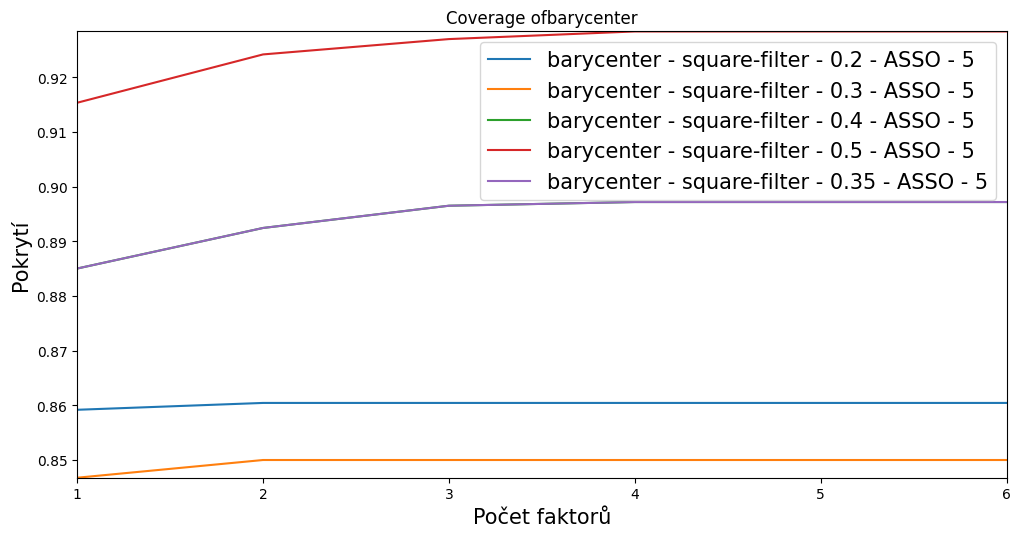 Coverage ofbarycenter
barycenter - square-filter - 0.2 - ASSO - 5
barycenter - square-filter - 0.3 - ASSO - 5
barycenter - square-filter - 0.4 - ASSO - 5
barycenter - square-filter - 0.5 - ASSO - 5
barycenter - square-filter - 0.35 - ASSO - 5
Pokrytí
0.92
0.91
0.90
0.89
0.88
0.87
0.86
0.85
1 2 3 4 5 6
Počet faktorů